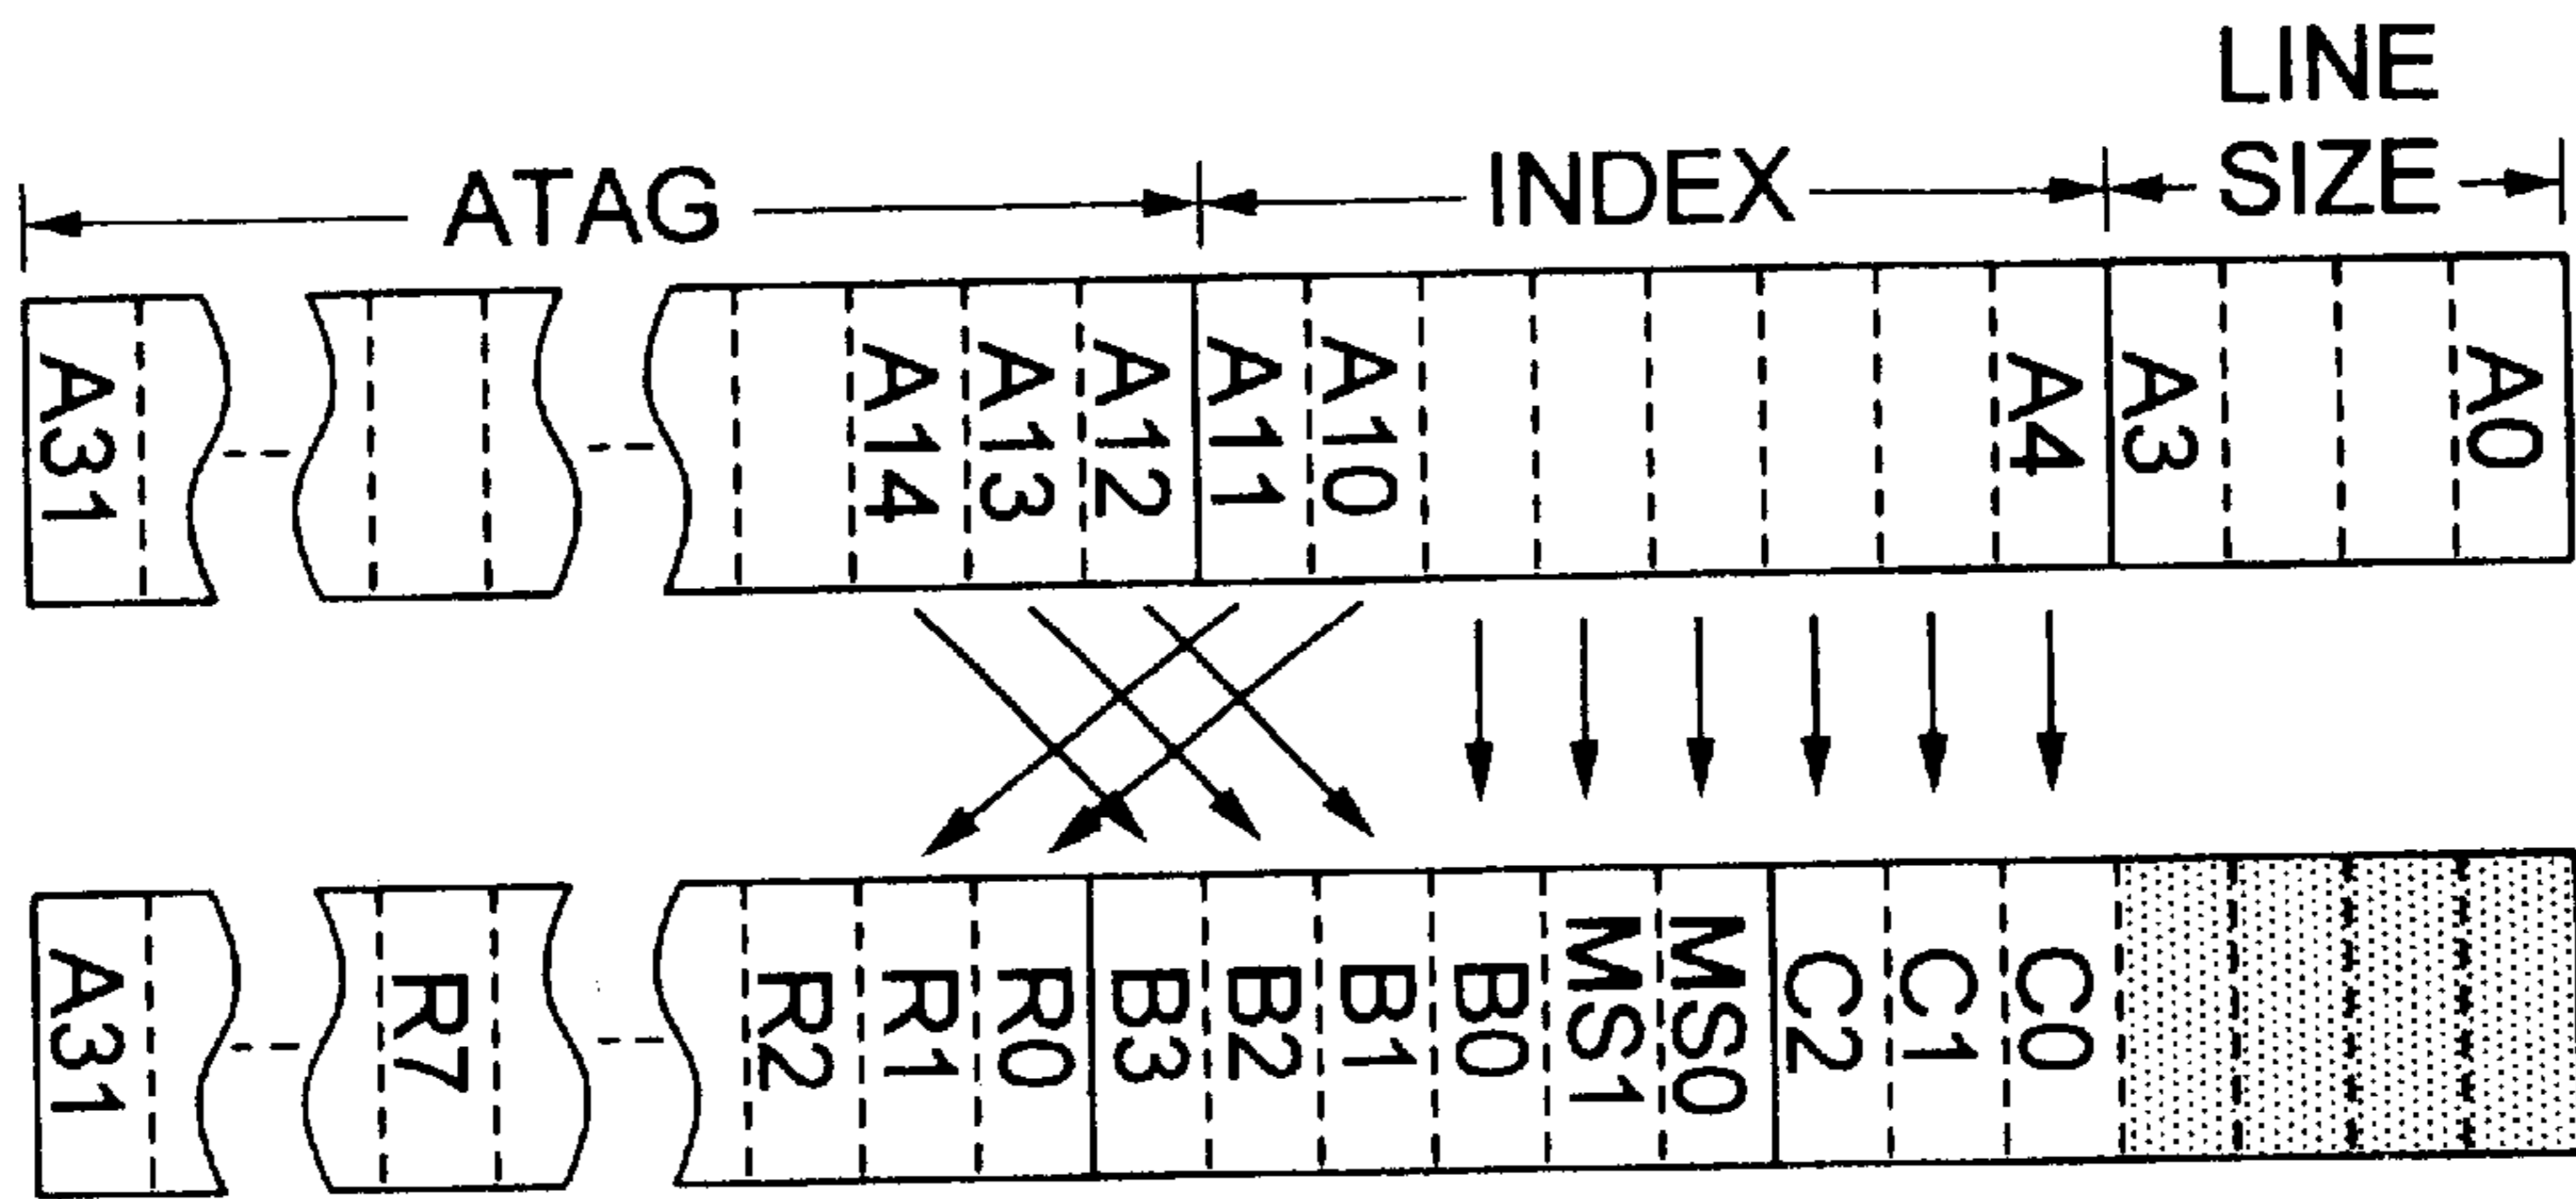 ATAG INDEX LINE SIZE
A31 A14 A13 A12 A11 A10 A4 A3 A0
A31 R7 R2 R1 R0 B3 B2 B1 B0 MS1 MS0 C2 C1 C0